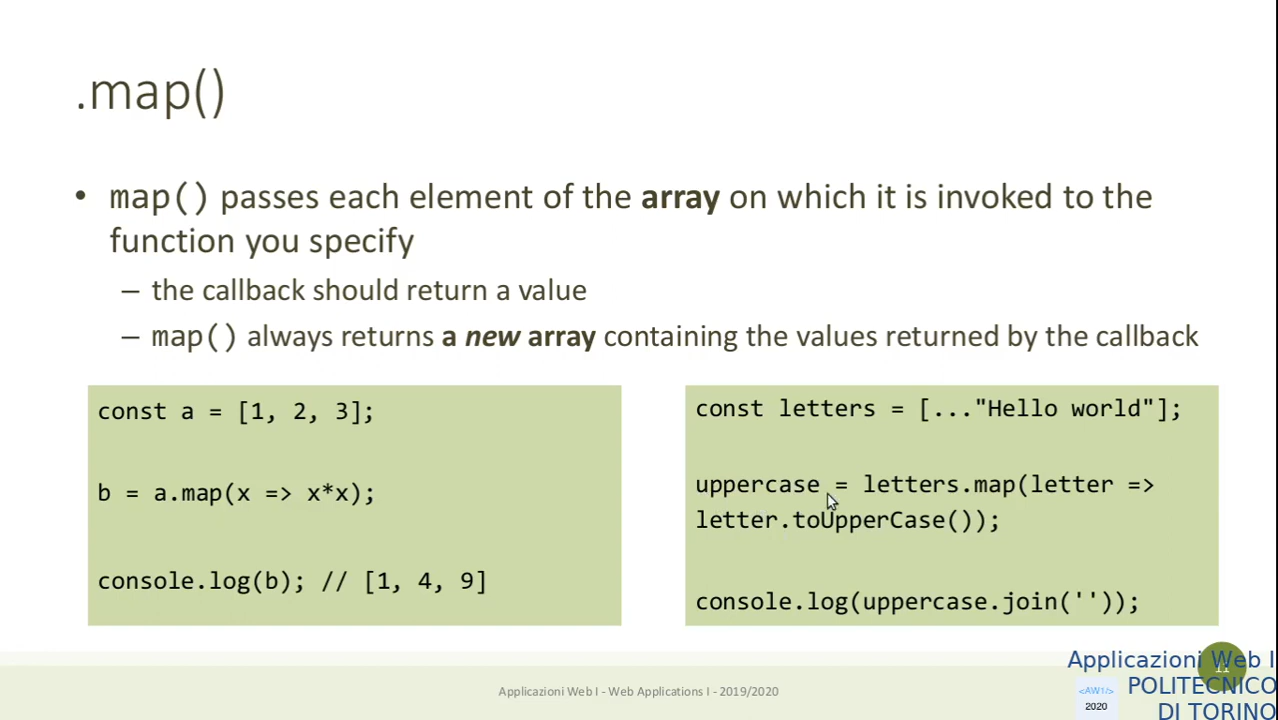 .map()
• map() passes each element of the array on which it is invoked to the
function you specify
– the callback should return a value
– map() always returns a new array containing the values returned by the callback
const a = [1, 2, 3];
b = a.map(x => x*x);
console.log(b); // [1, 4, 9]
const letters = [..."Hello world"];
uppercase = letters.map(letter =>
letter.toUpperCase());
console.log(uppercase.join(''));
Applicazioni Web I - Web Applications I - 2019/2020
11
Applicazioni Web I
POLITECNICO
DI TORINO
<AW1/>
2020